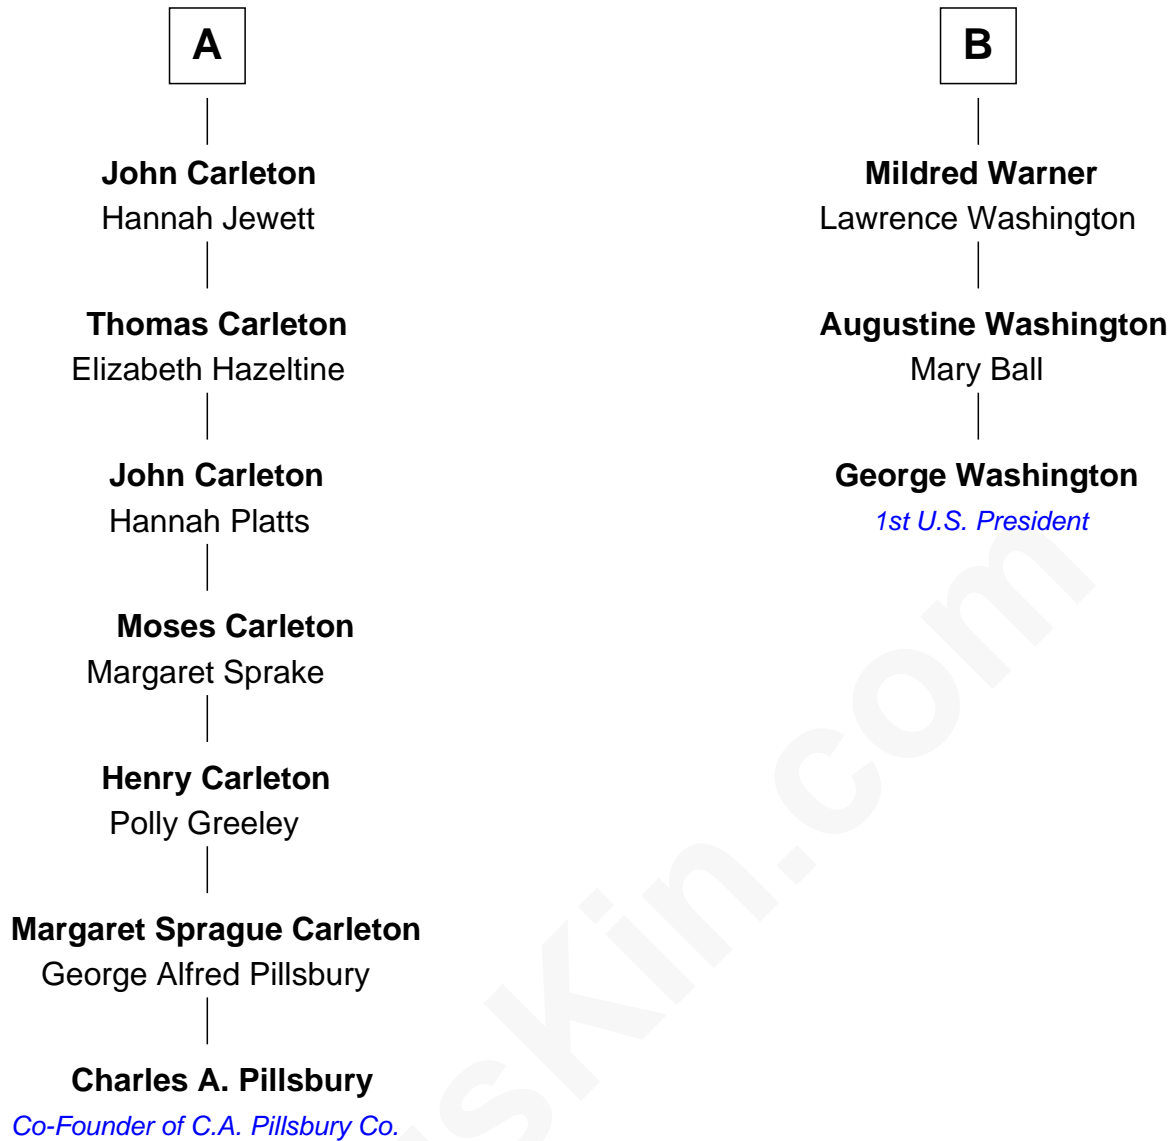 A
John Carleton
Hannah Jewett
Thomas Carleton
Elizabeth Hazeltine
John Carleton
Hannah Platts
Moses Carleton
Margaret Sprake
Henry Carleton
Polly Greeley
Margaret Sprague Carleton
George Alfred Pillsbury
Charles A. Pillsbury
Co-Founder of C.A. Pillsbury Co.
B
Mildred Warner
Lawrence Washington
Augustine Washington
Mary Ball
George Washington
1st U.S. President